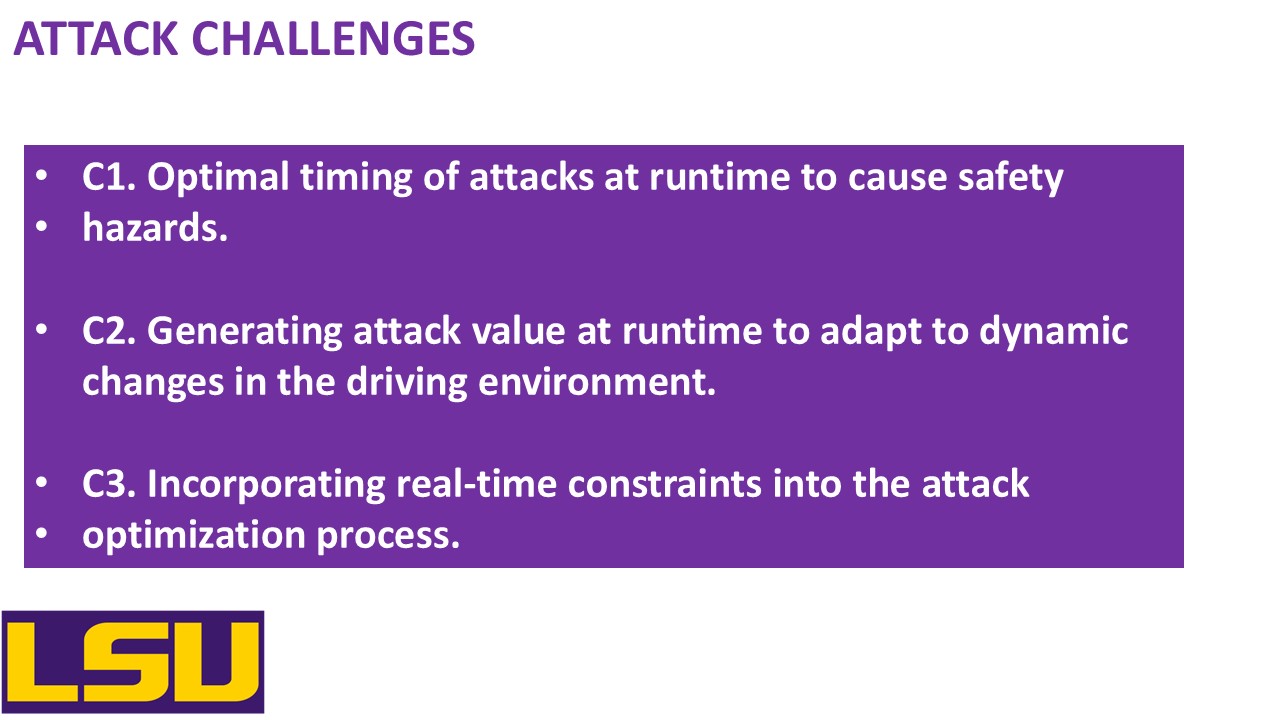 ATTACK CHALLENGES
• C1. Optimal timing of attacks at runtime to cause safety
• hazards.
• C2. Generating attack value at runtime to adapt to dynamic
changes in the driving environment.
• C3. Incorporating real-time constraints into the attack
• optimization process.
LSU